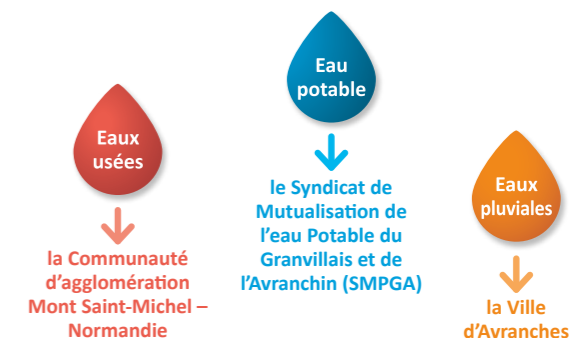 Eaux
usées
la Communauté
d'agglomération
Mont Saint-Michel –
Normandie
Eau
potable
le Syndicat de
Mutualisation de
l'eau Potable du
Granvillais et de
l'Avranchin (SMPGA)
Eaux
pluviales
la Ville
d'Avranches